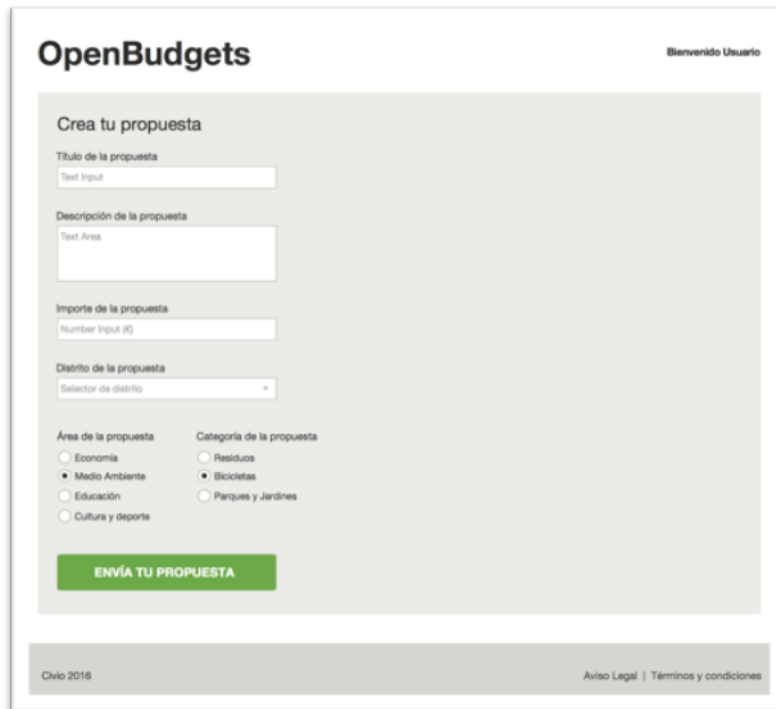 OpenBudgets
Bienvenido Usuario
Crea tu propuesta
Título de la propuesta
Text Input
Descripción de la propuesta
Text Area
Importe de la propuesta
Number Input (€)
Distrito de la propuesta
Selector de distrito
Área de la propuesta
Economía
Medio Ambiente
Educación
Cultura y deporte
Categoría de la propuesta
Residuos
Bicicletas
Parques y Jardines
ENVÍA TU PROPUESTA
Civio 2016
Aviso Legal | Términos y condiciones